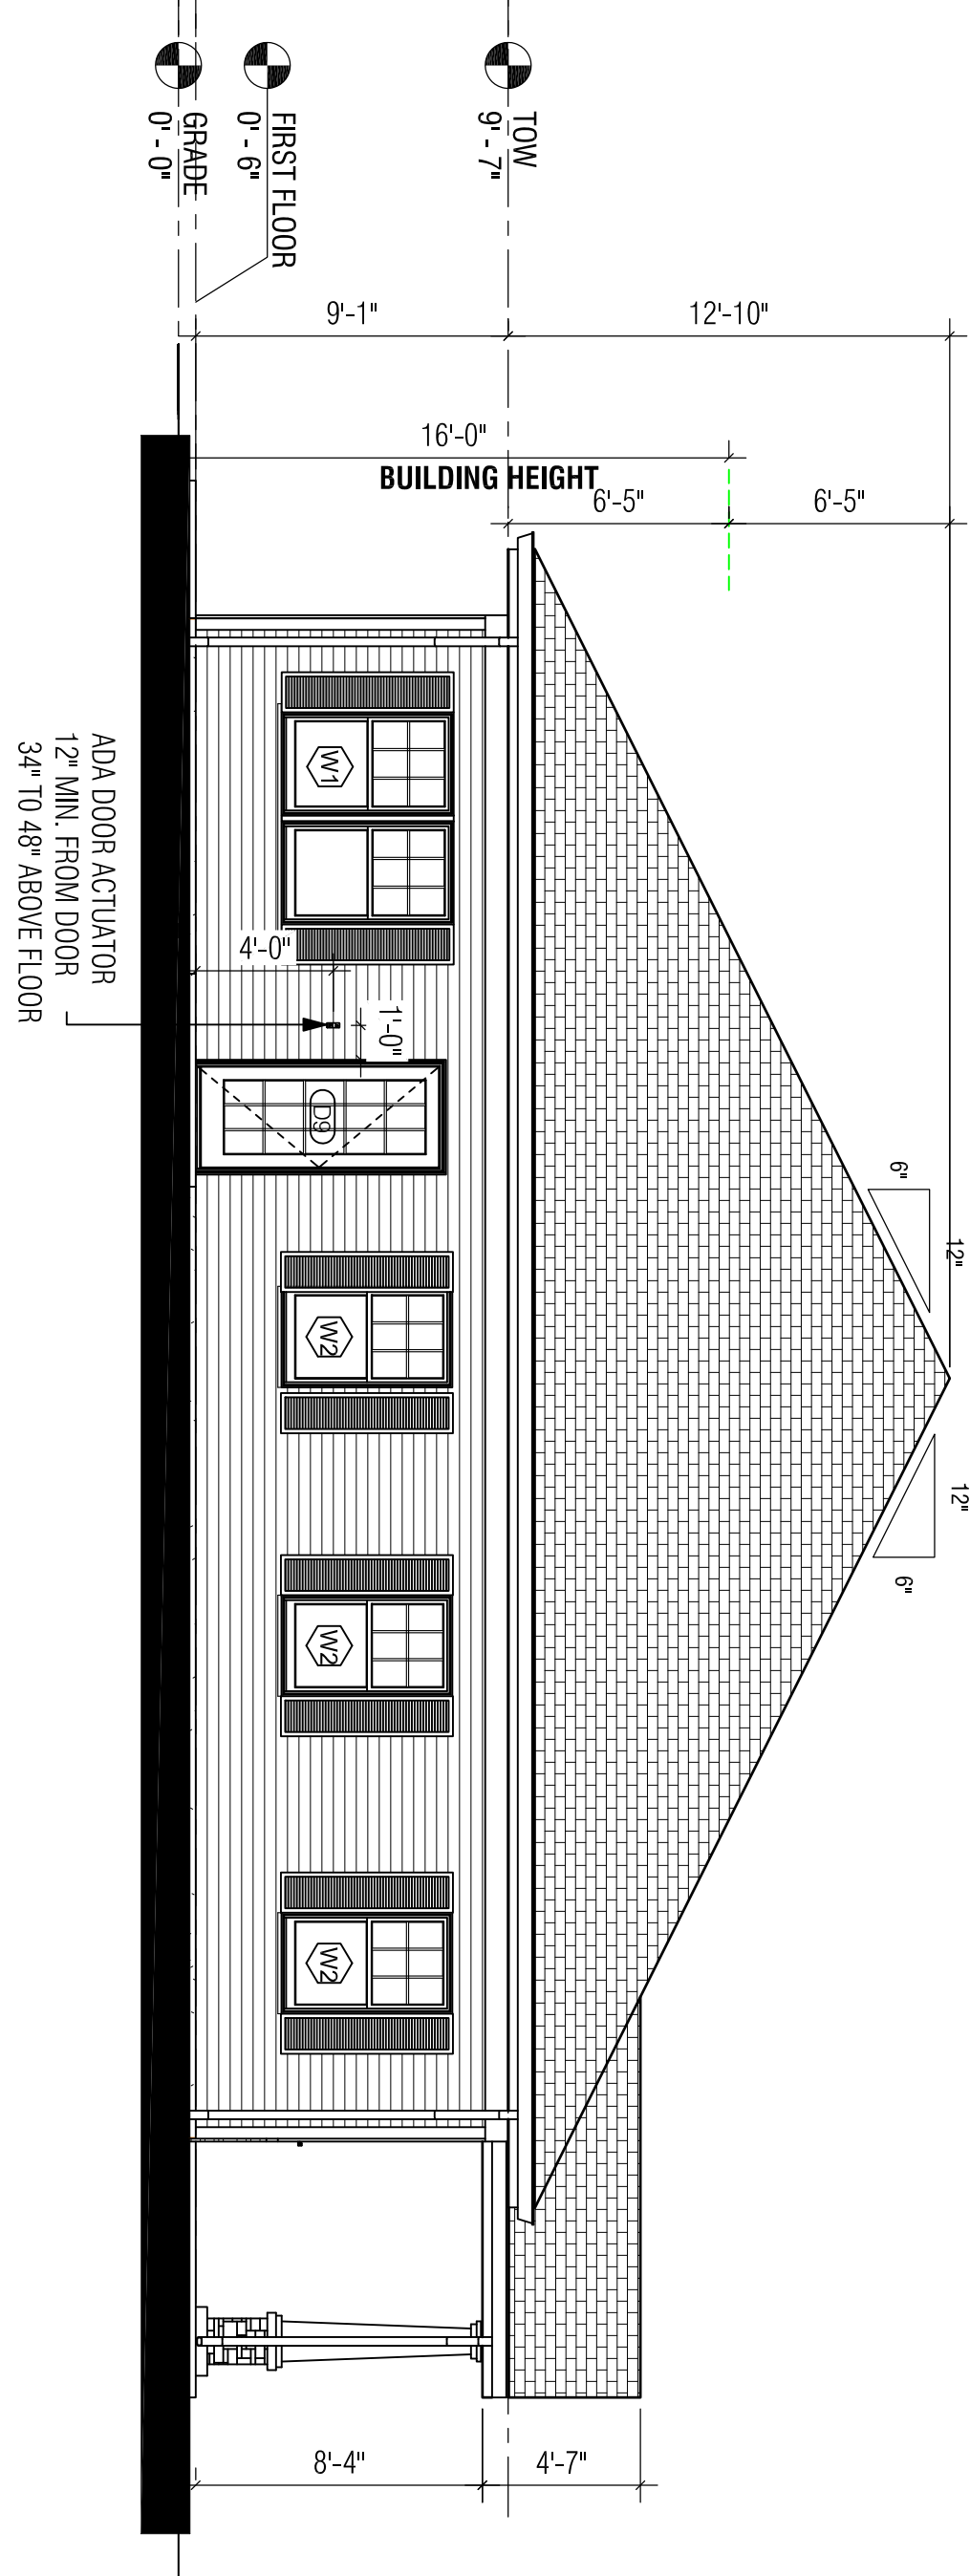 TOW
9' - 7"
FIRST FLOOR
0' - 6"
GRADE
0' - 0"
12'-10"
9'-1"
16'-0"
BUILDING HEIGHT
6'-5"
6'-5"
12"
6"
12"
6"
W1
4'-0"
1'-0"
D9
W2
W2
W2
ADA DOOR ACTUATOR
12" MIN. FROM DOOR
34" TO 48" ABOVE FLOOR
4'-7"
8'-4"